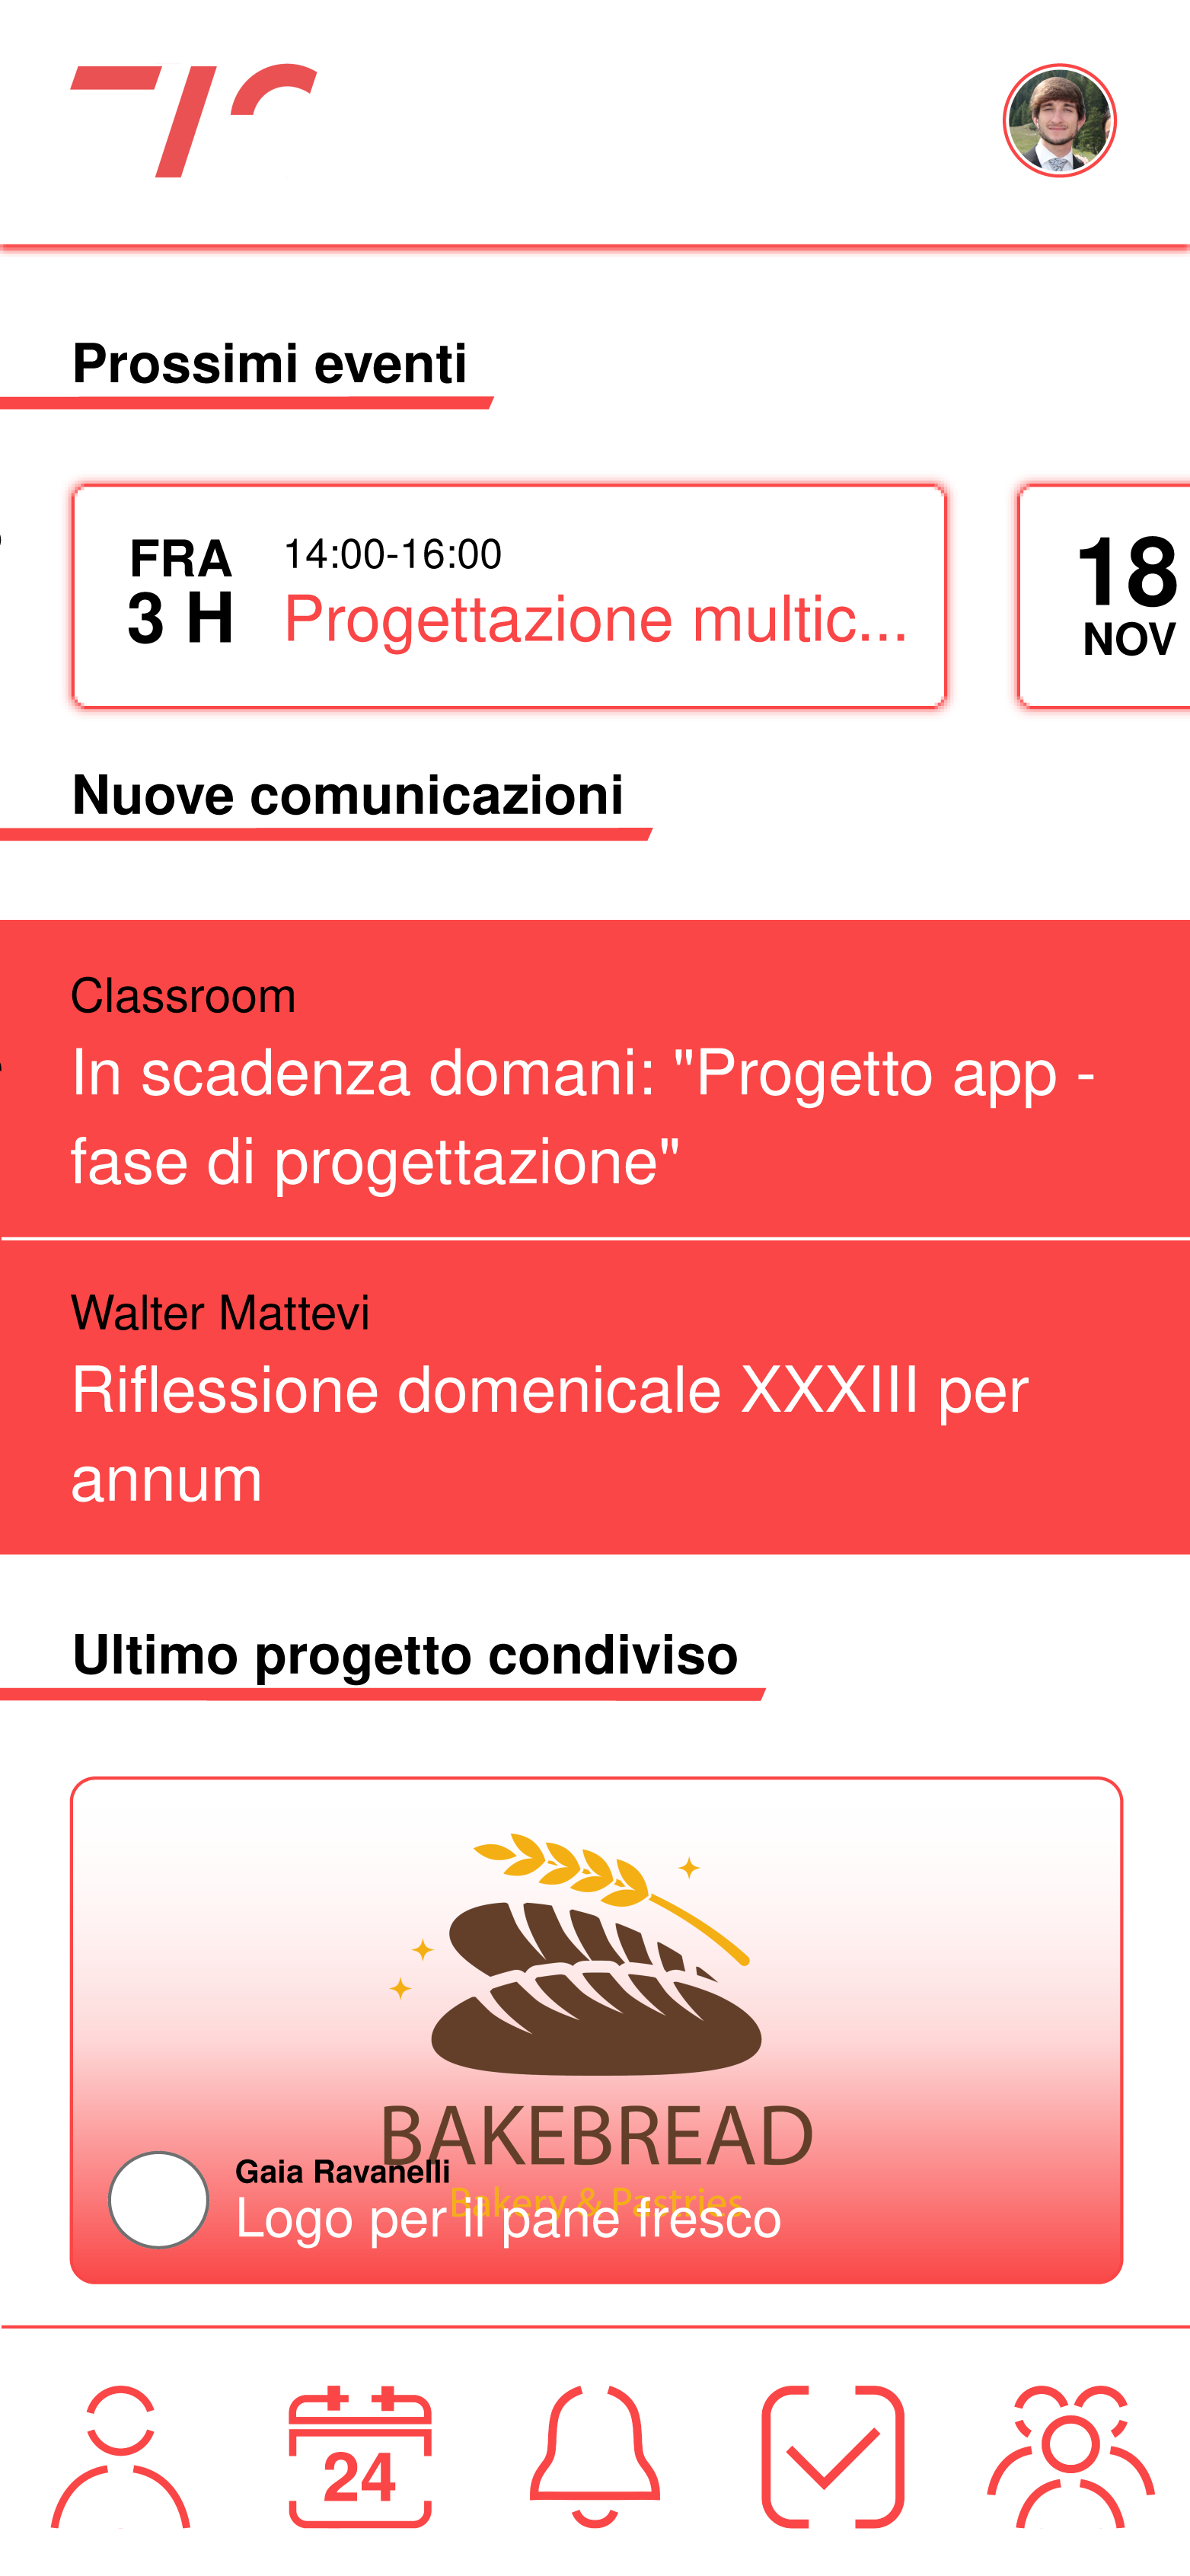 Prossimi eventi
FRA
3 H
14:00-16:00
Progettazione multic...
18
NOV
Nuove comunicazioni
Classroom
In scadenza domani: "Progetto app -
fase di progettazione"
Walter Mattevi
Riflessione domenicale XXXIII per
annum
Ultimo progetto condiviso
BAKEBREAD
Bakery & Pastries
Gaia Ravanelli
Logo per il pane fresco
24